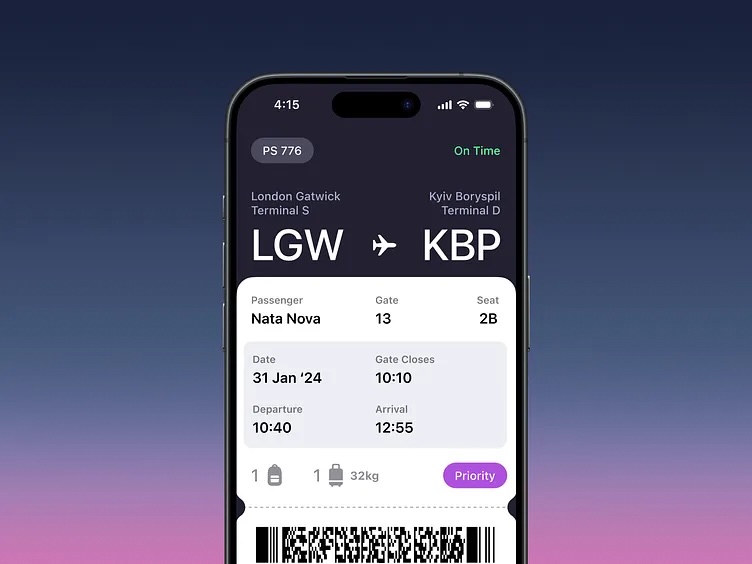 4:15
PS 776 On Time
London Gatwick Kyiv Boryspil
Terminal S Terminal D
LGW KBP
Passenger Gate Seat
Nata Nova 13 2B
Date Gate Closes
31 Jan ‘24 10:10
Departure Arrival
10:40 12:55
1 1 32kg Priority